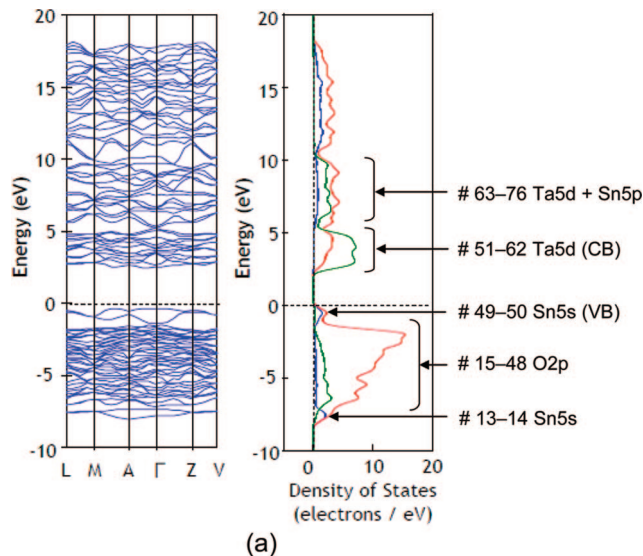 20
15
10
5
0
-5
-10
Energy (eV)
L M A Γ Z V
20
15
10
5
0
-5
-10
Energy (eV)
0 10 20
Density of States
(electrons / eV)
# 63–76 Ta5d + Sn5p
# 51–62 Ta5d (CB)
# 49–50 Sn5s (VB)
# 15–48 O2p
# 13–14 Sn5s
(a)